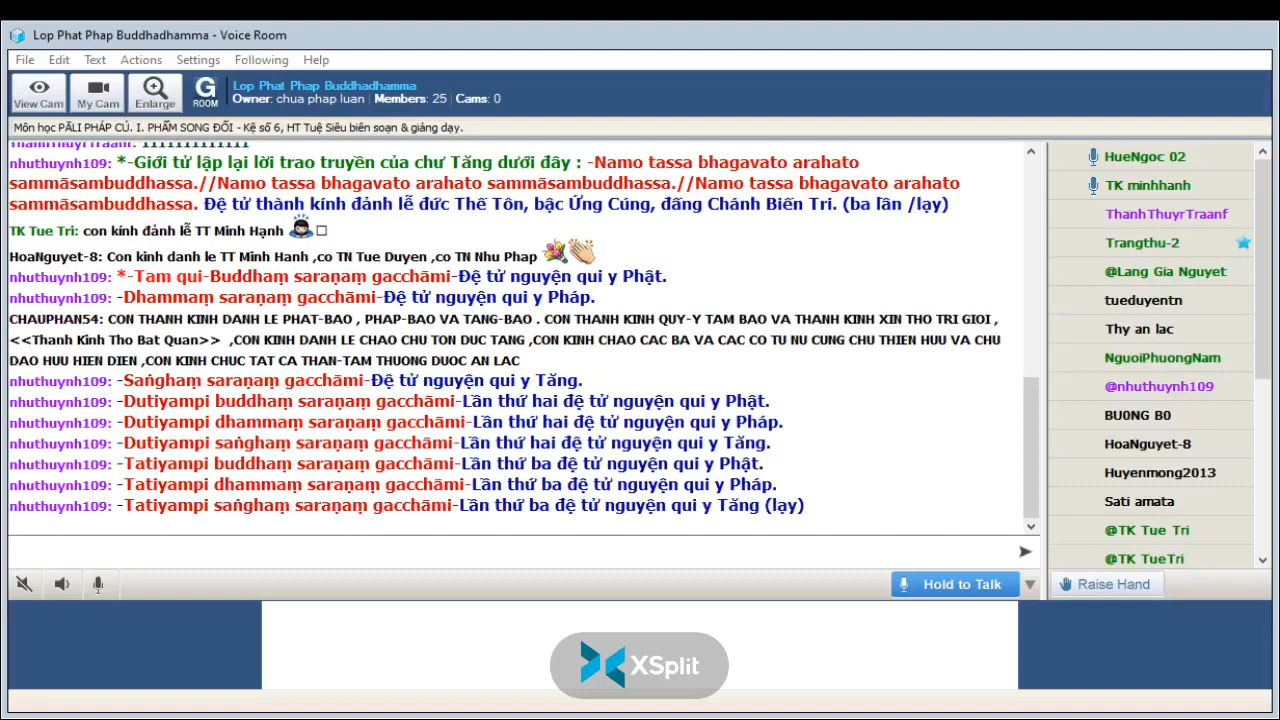 Lop Phat Phap Buddhadhamma - Voice Room
File Edit Text Actions Settings Following Help
View Cam My Cam Enlarge G ROOM
Lop Phat Phap Buddhadhamma
Owner: chua phap luan | Members: 25 | Cams: 0
Môn học PĀLI PHÁP CÚ. I. PHẨM SONG ĐỐI - Kệ số 6, HT Tuệ Siêu biên soạn & giảng dạy.
ThanhThuyrTraanf: 1111111111111
nhuthuynh109: *-Giới tử lập lại lời trao truyền của chư Tăng dưới đây : -Namo tassa bhagavato arahato
sammāsambuddhassa.//Namo tassa bhagavato arahato sammāsambuddhassa.//Namo tassa bhagavato arahato
sammāsambuddhassa. Đệ tử thành kính đảnh lễ đức Thế Tôn, bậc Ứng Cúng, đấng Chánh Biến Tri. (ba lần /lạy)
TK Tue Tri: con kính đảnh lễ TT Minh Hạnh
HoaNguyet-8: Con kinh danh le TT Minh Hanh ,co TN Tue Duyen ,co TN Nhu Phap
nhuthuynh109: *-Tam qui-Buddhaṃ saraṇaṃ gacchāmi-Đệ tử nguyện qui y Phật.
nhuthuynh109: -Dhammaṃ saraṇaṃ gacchāmi-Đệ tử nguyện qui y Pháp.
CHAUPHAN54: CON THANH KINH DANH LE PHAT-BAO , PHAP-BAO VA TANG-BAO . CON THANH KINH QUY-Y TAM BAO VA THANH KINH XIN THO TRI GIOI ,
<<Thanh Kinh Tho Bat Quan>> ,CON KINH DANH LE CHAO CHU TON DUC TANG ,CON KINH CHAO CAC BA VA CAC CO TU NU CUNG CHU THIEN HUU VA CHU
DAO HUU HIEN DIEN ,CON KINH CHUC TAT CA THAN-TAM THUONG DUOC AN LAC
nhuthuynh109: -Saṅghaṃ saraṇaṃ gacchāmi-Đệ tử nguyện qui y Tăng.
nhuthuynh109: -Dutiyampi buddhaṃ saraṇaṃ gacchāmi-Lần thứ hai đệ tử nguyện qui y Phật.
nhuthuynh109: -Dutiyampi dhammaṃ saraṇaṃ gacchāmi-Lần thứ hai đệ tử nguyện qui y Pháp.
nhuthuynh109: -Dutiyampi saṅghaṃ saraṇaṃ gacchāmi-Lần thứ hai đệ tử nguyện qui y Tăng.
nhuthuynh109: -Tatiyampi buddhaṃ saraṇaṃ gacchāmi-Lần thứ ba đệ tử nguyện qui y Phật.
nhuthuynh109: -Tatiyampi dhammaṃ saraṇaṃ gacchāmi-Lần thứ ba đệ tử nguyện qui y Pháp.
nhuthuynh109: -Tatiyampi saṅghaṃ saraṇaṃ gacchāmi-Lần thứ ba đệ tử nguyện qui y Tăng (lạy)
HueNgoc 02
TK minhhanh
ThanhThuyrTraanf
Trangthu-2
@Lang Gia Nguyet
tueduyentn
Thy an lac
NguoiPhuongNam
@nhuthuynh109
BU0NG B0
HoaNguyet-8
Huyenmong2013
Sati amata
@TK Tue Tri
@TK TueTri
Hold to Talk
Raise Hand
XSplit